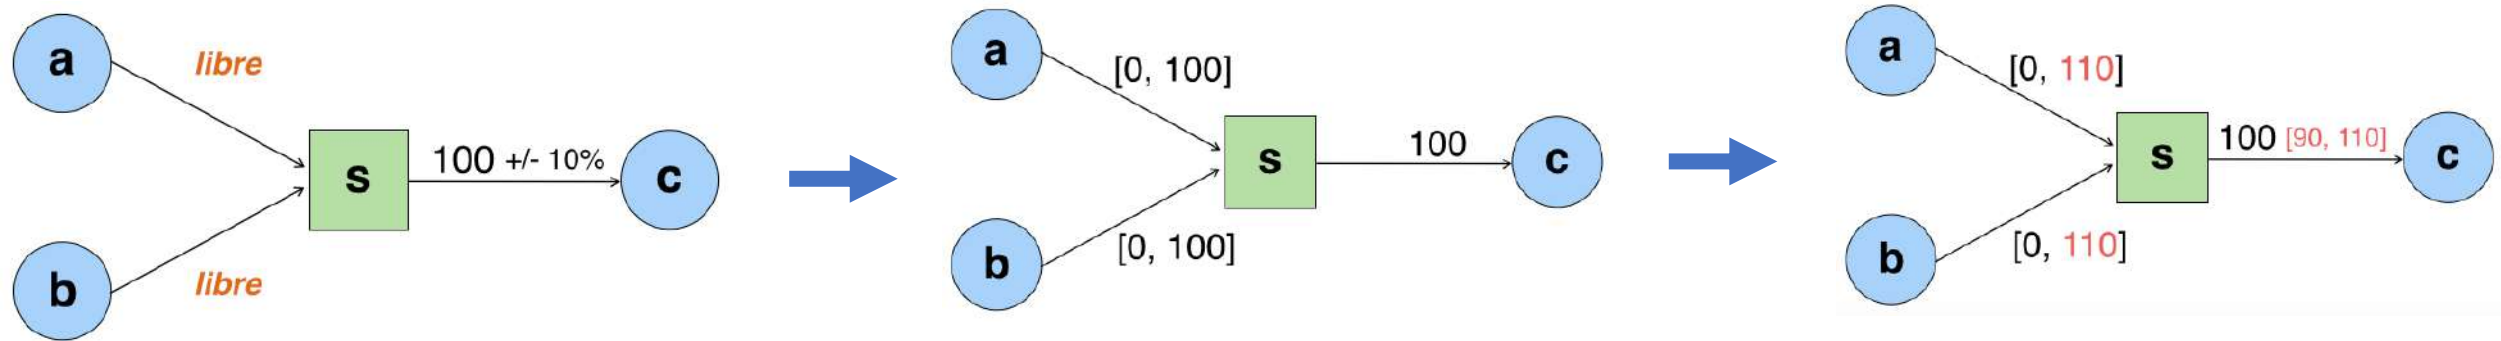 a
libre
s
100 +/- 10%
c
b
libre
a
[0, 100]
s
100
c
b
[0, 100]
a
[0, 110]
s
100 [90, 110]
c
b
[0, 110]